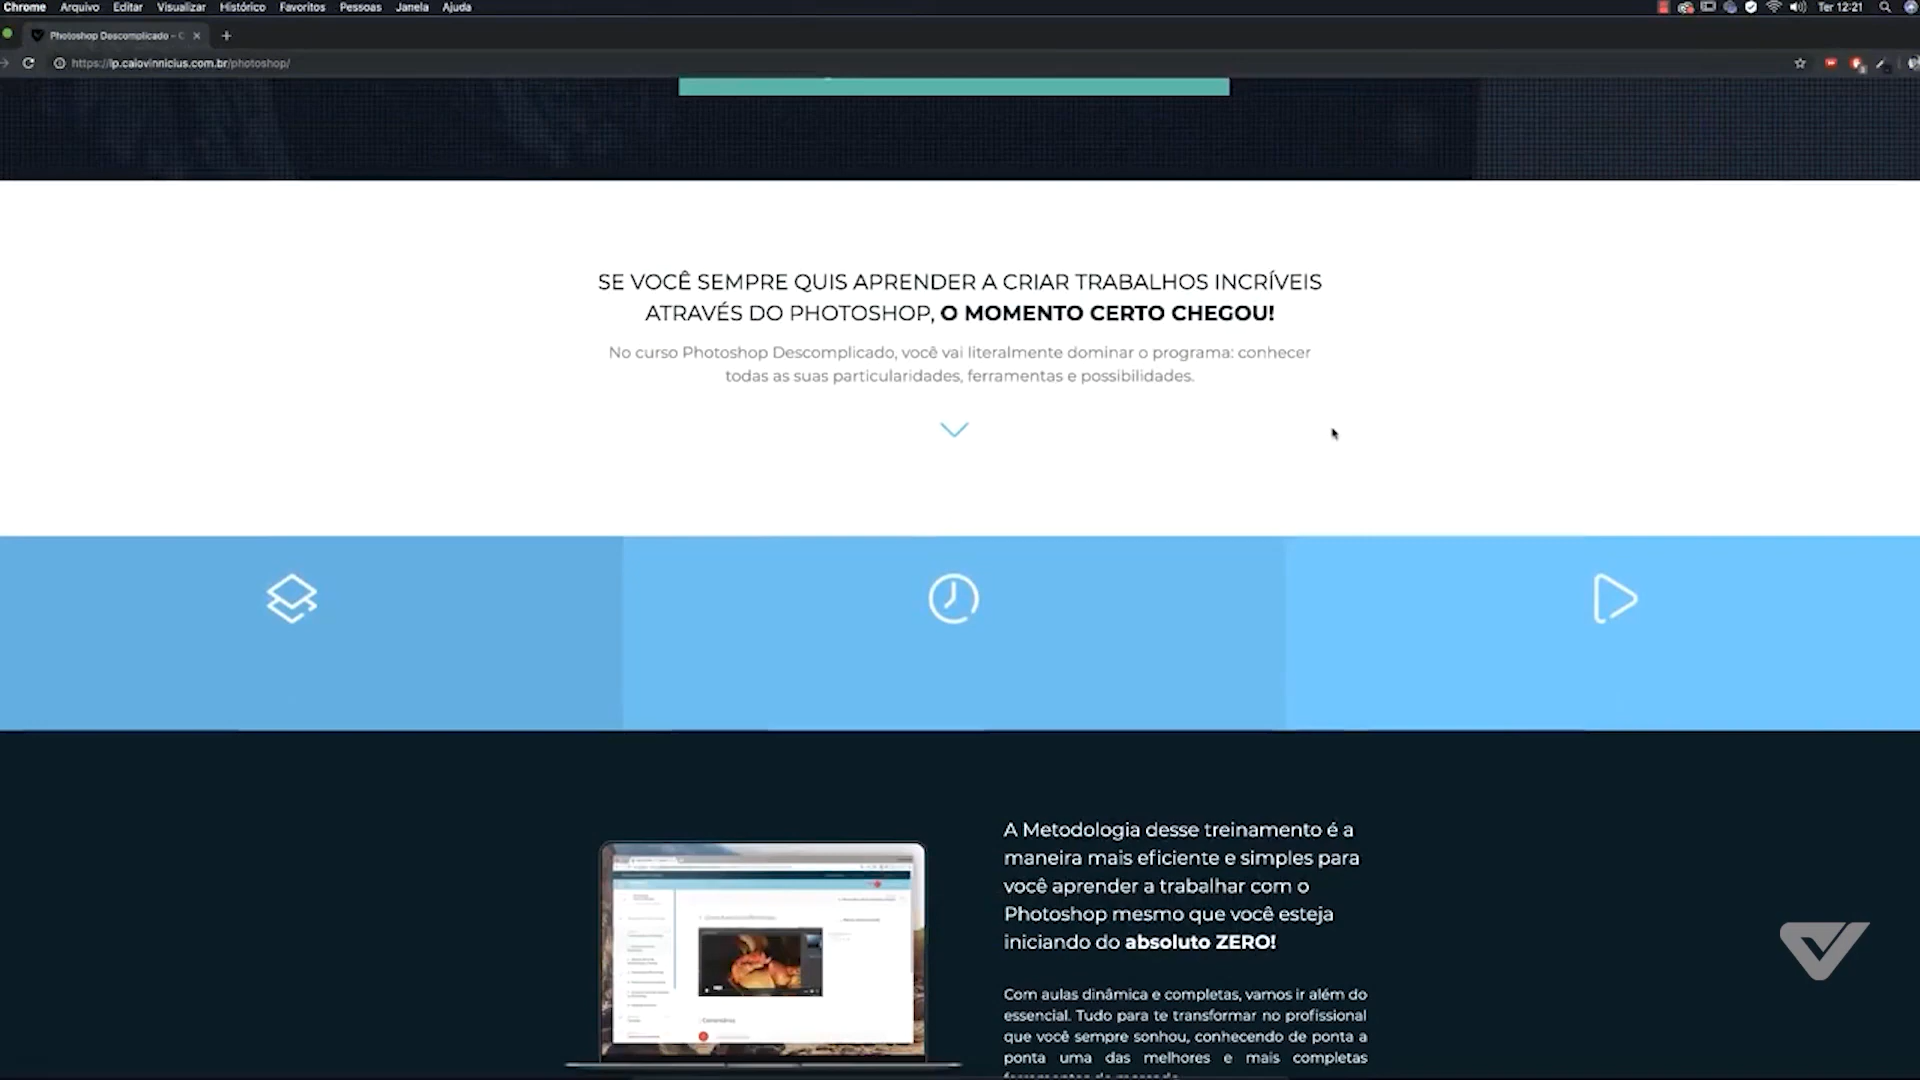 Chrome Arquivo Editar Visualizar Histórico Favoritos Pessoas Janela Ajuda Ter 12:21
Photoshop Descomplicado - C
https://lp.caiovinnicius.com.br/photoshop/
SE VOCÊ SEMPRE QUIS APRENDER A CRIAR TRABALHOS INCRÍVEIS
ATRAVÉS DO PHOTOSHOP, O MOMENTO CERTO CHEGOU!
No curso Photoshop Descomplicado, você vai literalmente dominar o programa: conhecer
todas as suas particularidades, ferramentas e possibilidades.
A Metodologia desse treinamento é a
maneira mais eficiente e simples para
você aprender a trabalhar com o
Photoshop mesmo que você esteja
iniciando do absoluto ZERO!
Com aulas dinâmica e completas, vamos ir além do
essencial. Tudo para te transformar no profissional
que você sempre sonhou, conhecendo de ponta a
ponta uma das melhores e mais completas